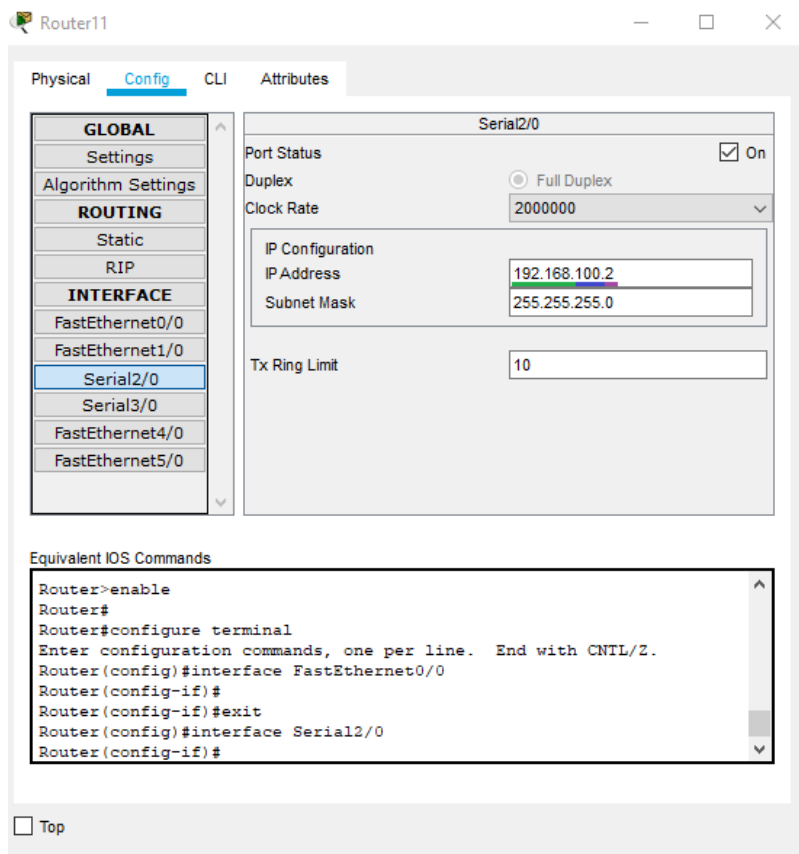 Router11
Physical Config CLI Attributes
GLOBAL
Settings
Algorithm Settings
ROUTING
Static
RIP
INTERFACE
FastEthernet0/0
FastEthernet1/0
Serial2/0
Serial3/0
FastEthernet4/0
FastEthernet5/0
Serial2/0
Port Status On
Duplex Full Duplex
Clock Rate 2000000
IP Configuration
IP Address 192.168.100.2
Subnet Mask 255.255.255.0
Tx Ring Limit 10
Equivalent IOS Commands
Router>enable
Router#
Router#configure terminal
Enter configuration commands, one per line.  End with CNTL/Z.
Router(config)#interface FastEthernet0/0
Router(config-if)#
Router(config-if)#exit
Router(config)#interface Serial2/0
Router(config-if)#
Top